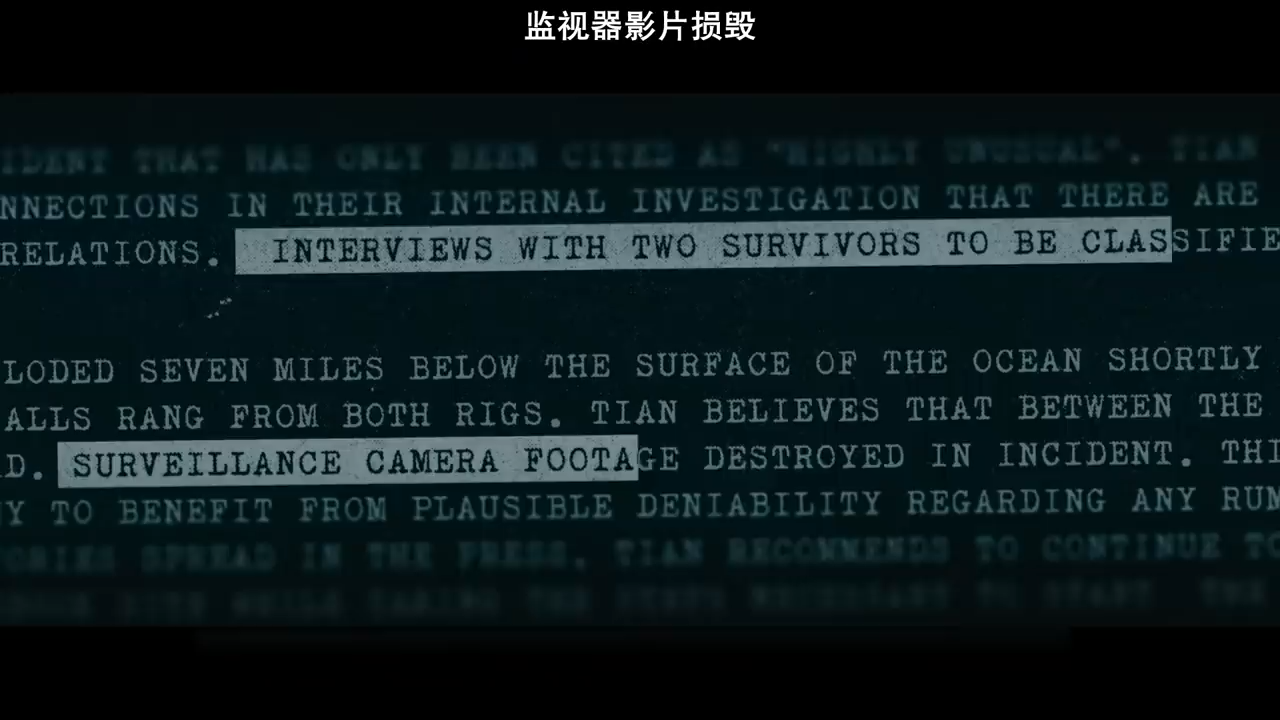 监视器影片损毁
IDENT THAT HAS ONLY BEEN CITED AS "HIGHLY UNUSUAL". TIAN
NNECTIONS IN THEIR INTERNAL INVESTIGATION THAT THERE ARE
RELATIONS. INTERVIEWS WITH TWO SURVIVORS TO BE CLASSIFIE
LODED SEVEN MILES BELOW THE SURFACE OF THE OCEAN SHORTLY
ALLS RANG FROM BOTH RIGS. TIAN BELIEVES THAT BETWEEN THE
D. SURVEILLANCE CAMERA FOOTAGE DESTROYED IN INCIDENT. THI
Y TO BENEFIT FROM PLAUSIBLE DENIABILITY REGARDING ANY RUM
ORIES SPREAD IN THE PRESS. TIAN RECOMMENDS TO CONTINUE TO